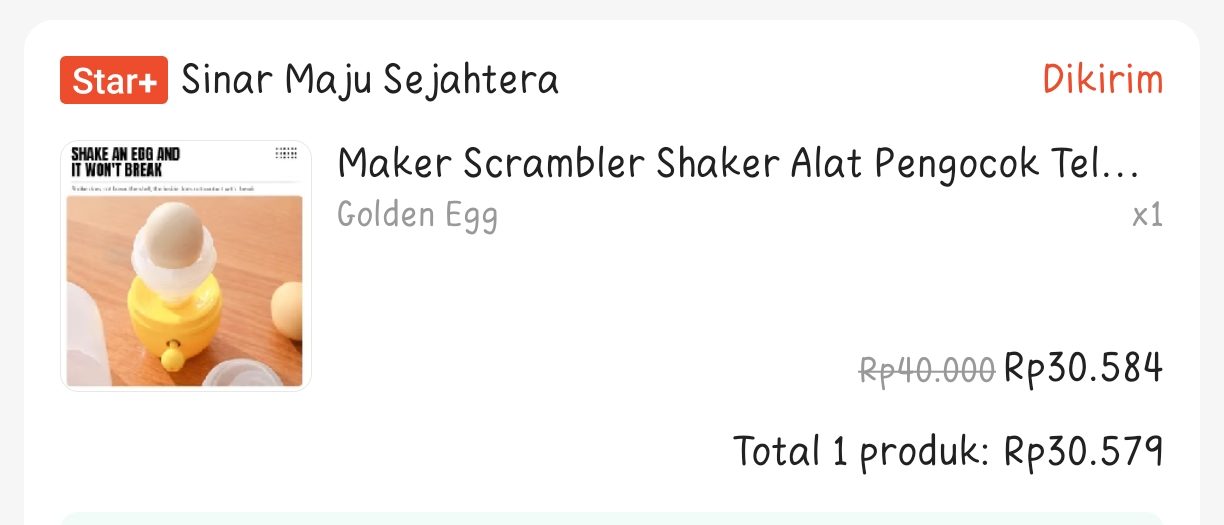 Star+ Sinar Maju Sejahtera Dikirim
SHAKE AN EGG AND
IT WON'T BREAK
Maker Scrambler Shaker Alat Pengocok Tel...
Golden Egg x1
Rp40.000 Rp30.584
Total 1 produk: Rp30.579